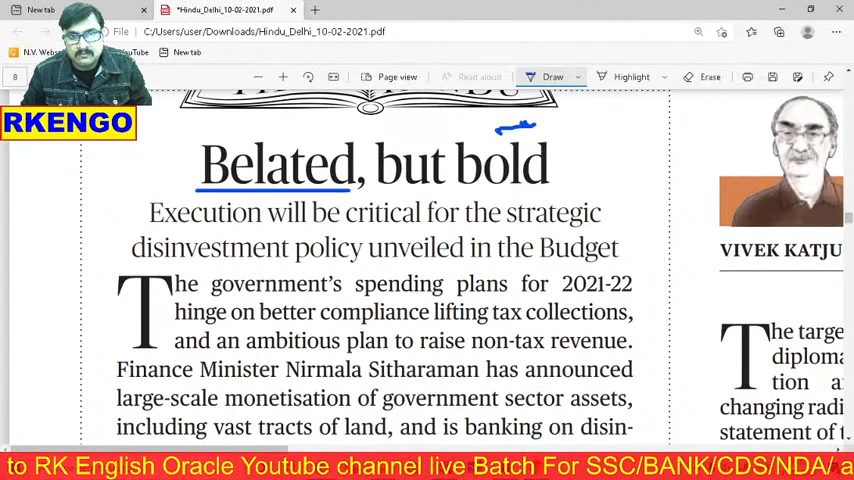 New tab
*Hindu_Delhi_10-02-2021.pdf
File
C:/Users/user/Downloads/Hindu_Delhi_10-02-2021.pdf
N.V. Webs
YouTube
New tab
8
Page view
Read aloud
Draw
Highlight
Erase
RKENGO
Belated, but bold
Execution will be critical for the strategic
disinvestment policy unveiled in the Budget
The government's spending plans for 2021-22
hinge on better compliance lifting tax collections,
and an ambitious plan to raise non-tax revenue.
Finance Minister Nirmala Sitharaman has announced
large-scale monetisation of government sector assets,
including vast tracts of land, and is banking on disin-
VIVEK KATJU
The targe
diploma
tion a
changing radi
statement of t
to RK English Oracle Youtube channel live Batch For SSC/BANK/CDS/NDA/ a